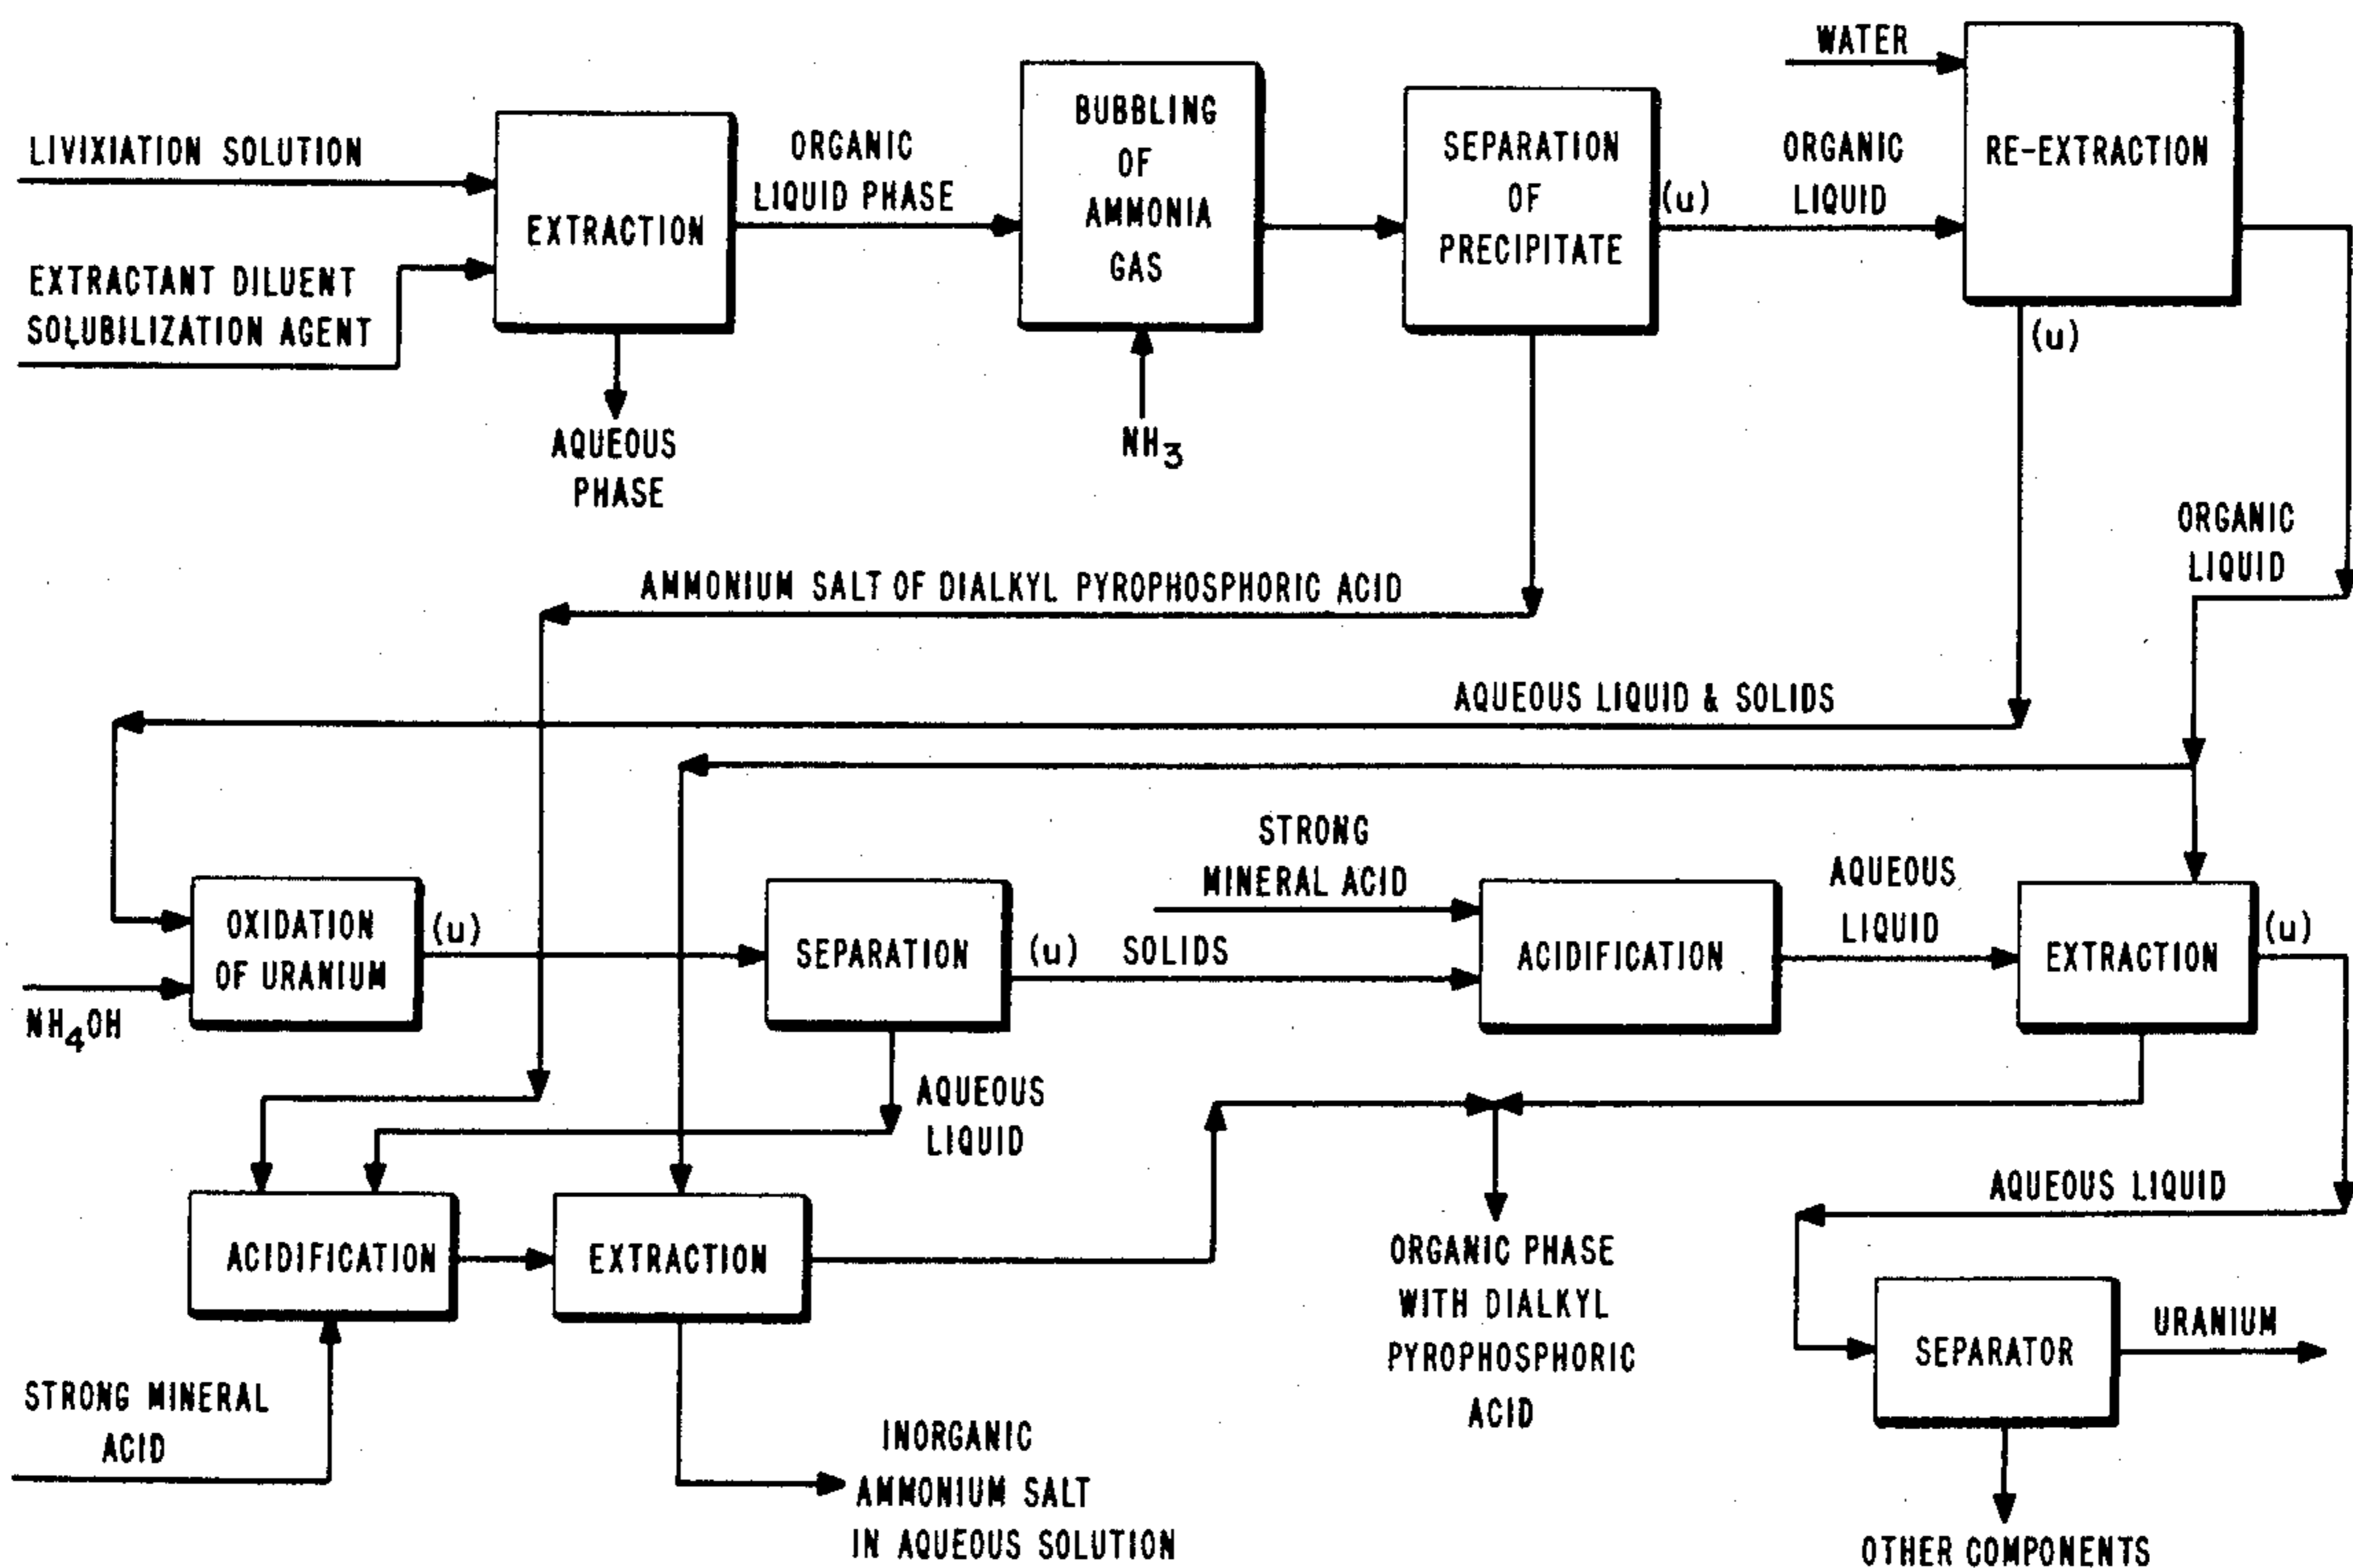 WATER
LIVIXIATION SOLUTION
EXTRACTANT DILUENT
SOLUBILIZATION AGENT
EXTRACTION
AQUEOUS
PHASE
ORGANIC
LIQUID PHASE
BUBBLING
OF
AMMONIA
GAS
NH3
SEPARATION
OF
PRECIPITATE
(u)
ORGANIC
LIQUID
RE-EXTRACTION
(u)
ORGANIC
LIQUID
AMMONIUM SALT OF DIALKYL PYROPHOSPHORIC ACID
AQUEOUS LIQUID & SOLIDS
OXIDATION
OF URANIUM
(u)
NH4OH
SEPARATION
(u) SOLIDS
AQUEOUS
LIQUID
STRONG
MINERAL ACID
ACIDIFICATION
AQUEOUS
LIQUID
EXTRACTION
(u)
ACIDIFICATION
STRONG MINERAL
ACID
EXTRACTION
INORGANIC
AMMONIUM SALT
IN AQUEOUS SOLUTION
ORGANIC PHASE
WITH DIALKYL
PYROPHOSPHORIC
ACID
AQUEOUS LIQUID
SEPARATOR
URANIUM
OTHER COMPONENTS